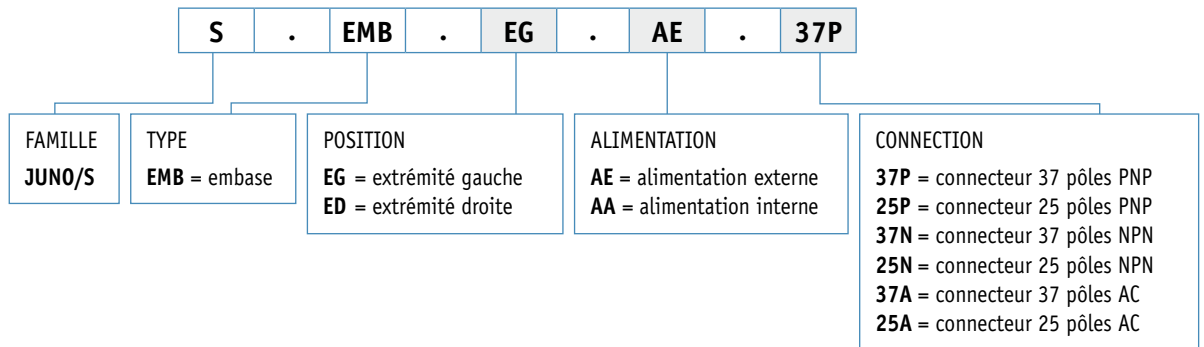 S . EMB . EG . AE . 37P
FAMILLE
JUNO/S
TYPE
EMB = embase
POSITION
EG = extrémité gauche
ED = extrémité droite
ALIMENTATION
AE = alimentation externe
AA = alimentation interne
CONNECTION
37P = connecteur 37 pôles PNP
25P = connecteur 25 pôles PNP
37N = connecteur 37 pôles NPN
25N = connecteur 25 pôles NPN
37A = connecteur 37 pôles AC
25A = connecteur 25 pôles AC